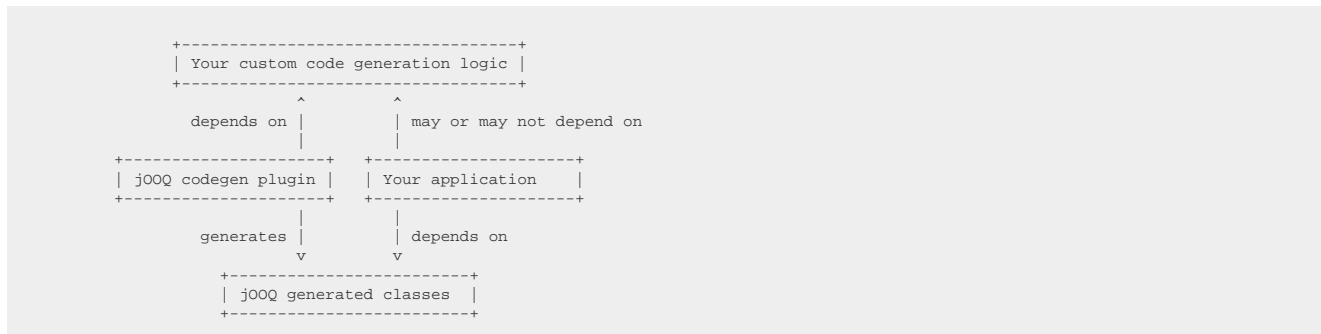 Your custom code generation logic
depends on may or may not depend on
jOOQ codegen plugin Your application
generates depends on
jOOQ generated classes